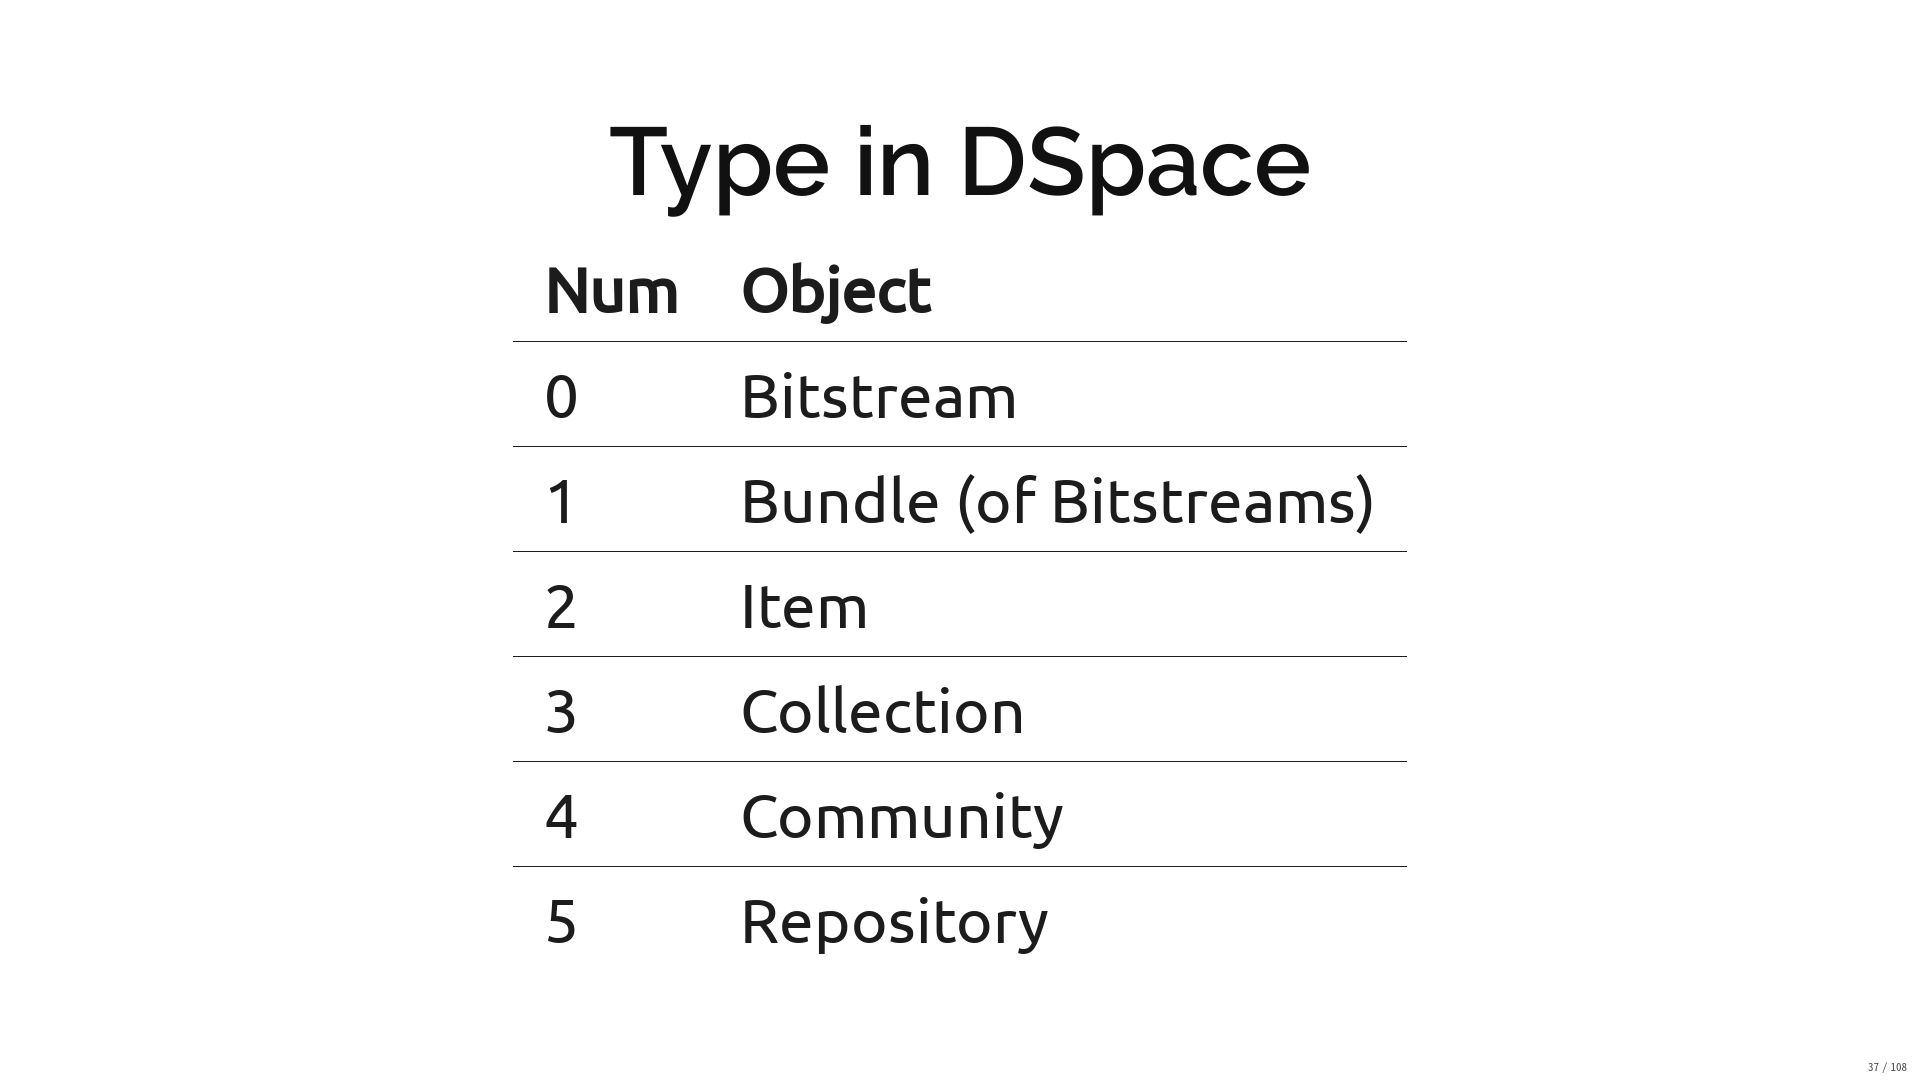 Type in DSpace
Num Object
0 Bitstream
1 Bundle (of Bitstreams)
2 Item
3 Collection
4 Community
5 Repository
37 / 108